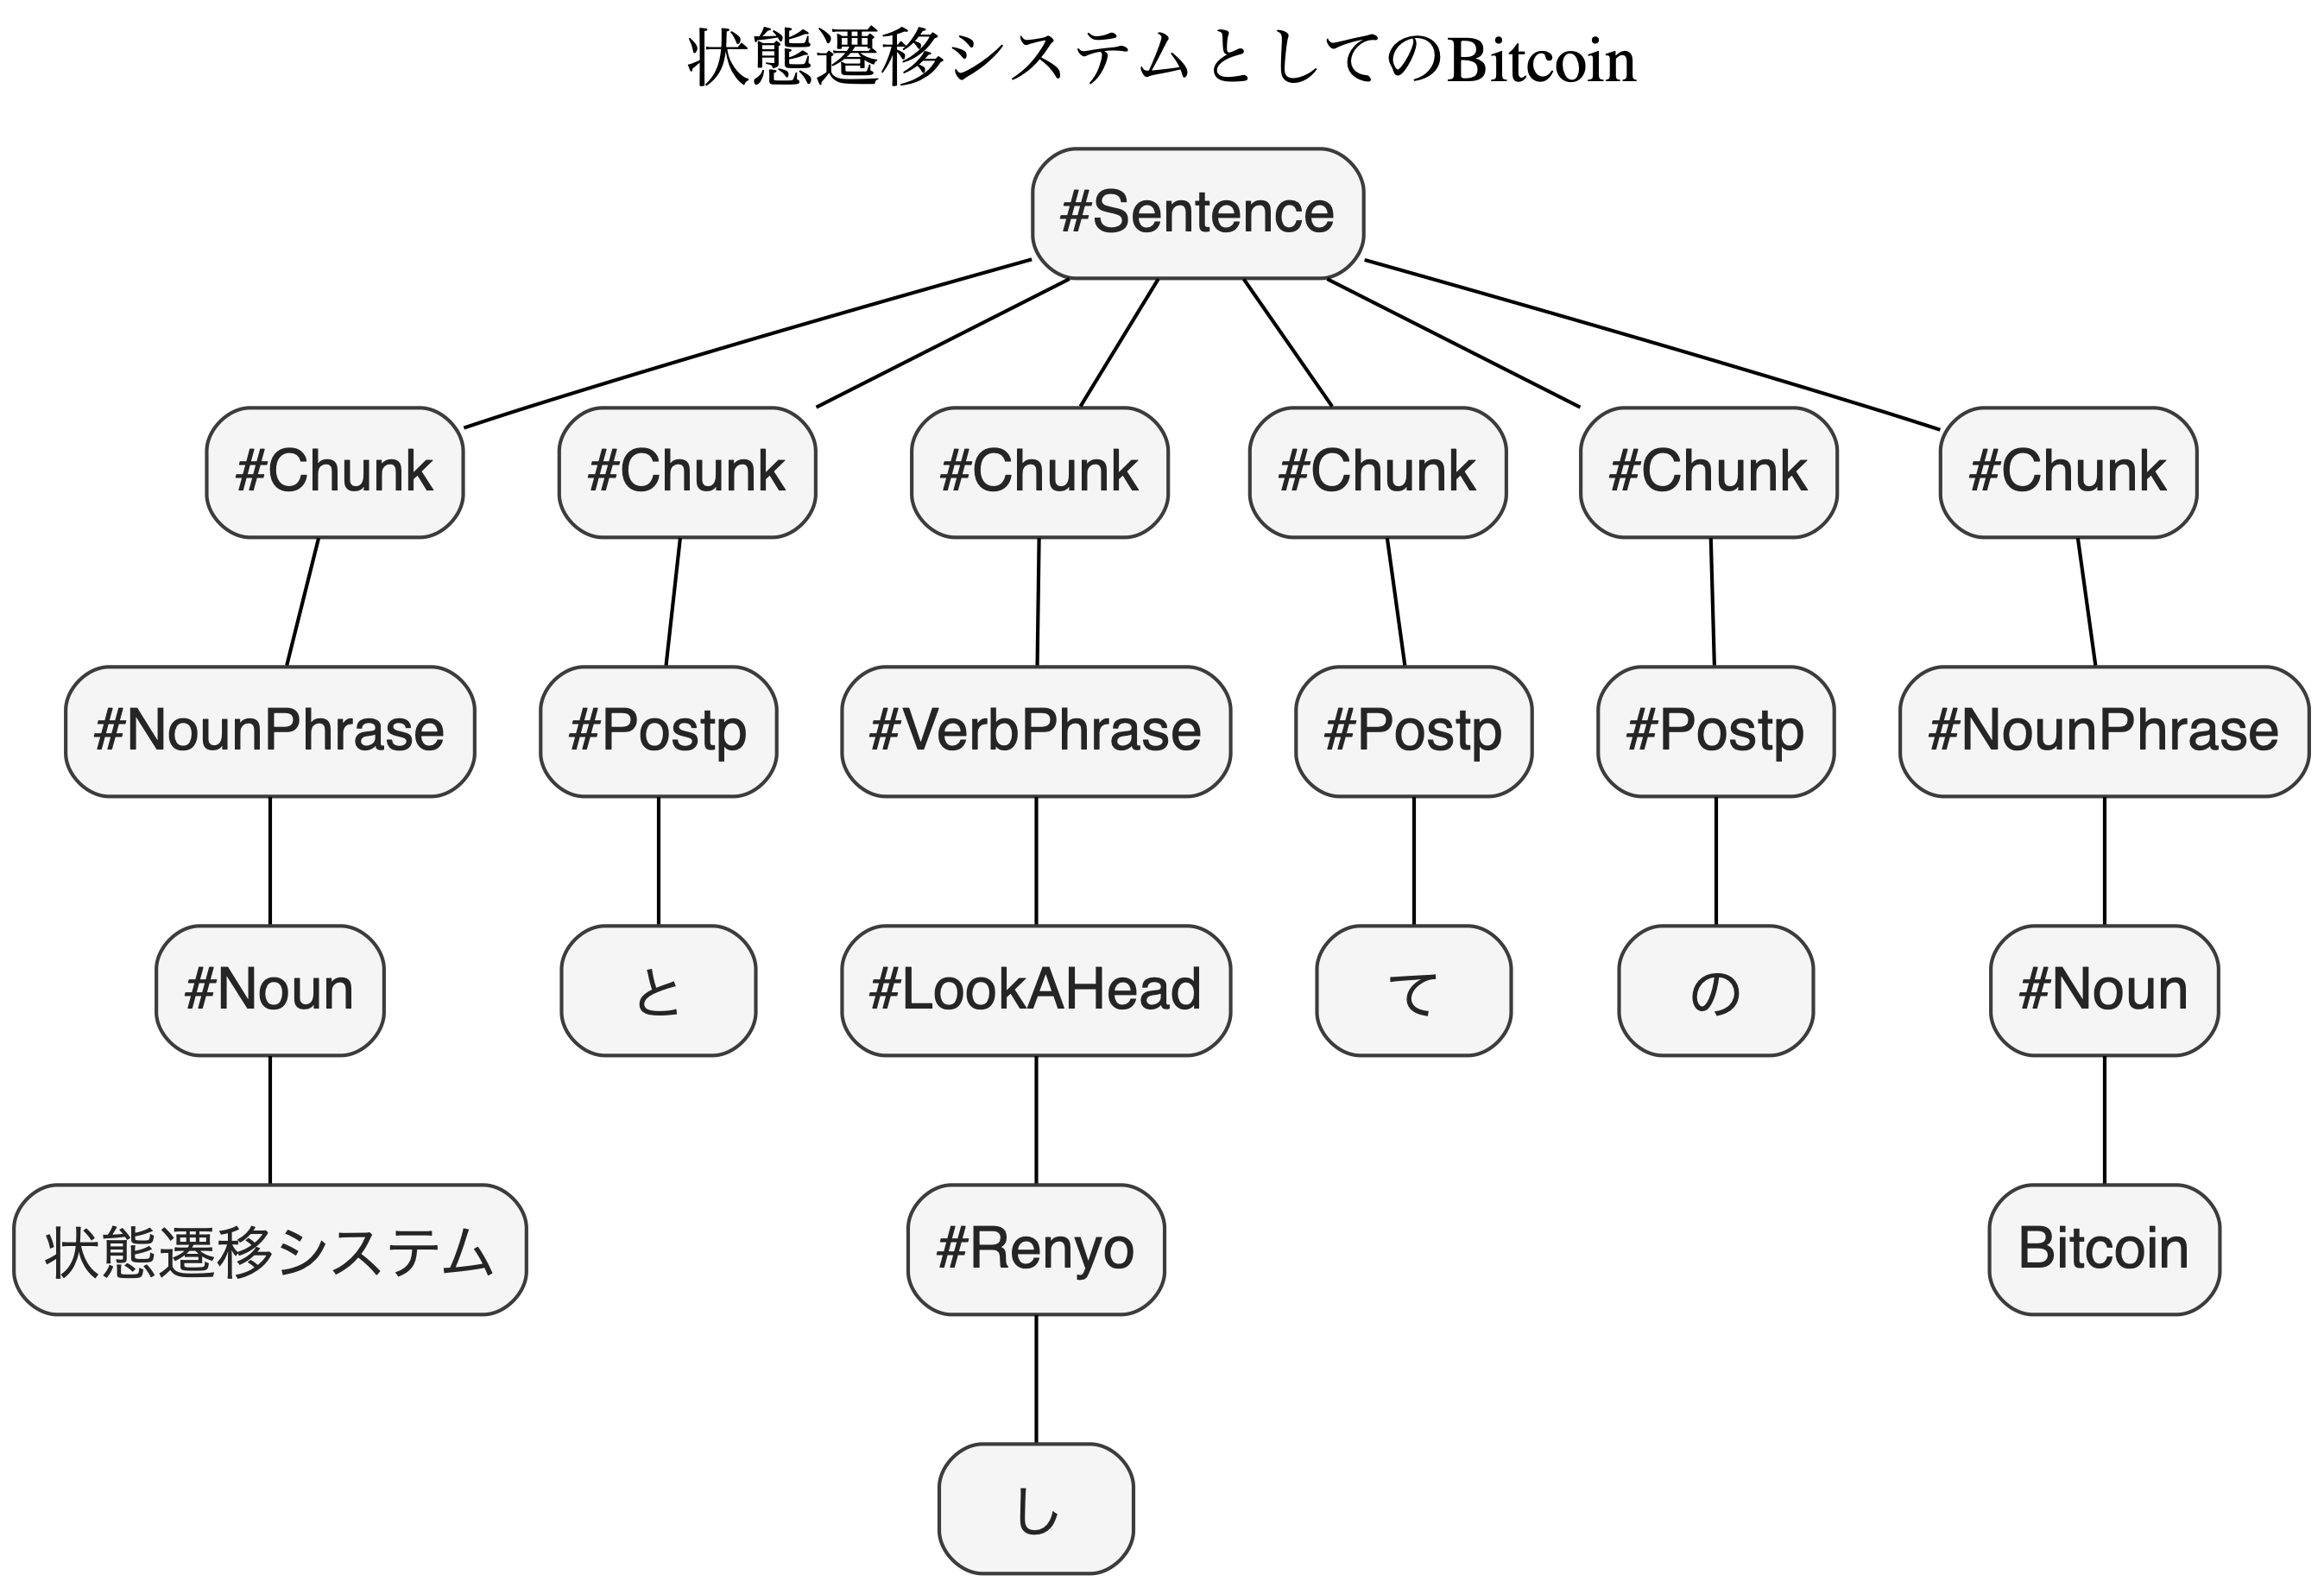 状態遷移システムとしてのBitcoin
#Sentence
#Chunk #Chunk #Chunk #Chunk #Chunk #Chunk
#NounPhrase #Postp #VerbPhrase #Postp #Postp #NounPhrase
#Noun と #LookAHead て の #Noun
状態遷移システム #Renyo Bitcoin
し